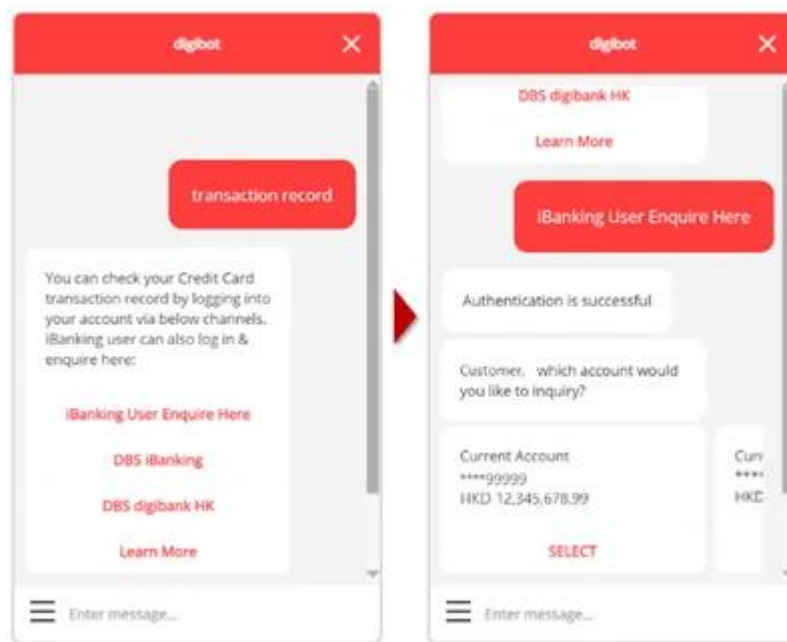 digibot
transaction record
You can check your Credit Card
transaction record by logging into
your account via below channels.
iBanking user can also log in &
enquire here:
iBanking User Enquire Here
DBS iBanking
DBS digibank HK
Learn More
Enter message...
digibot
DBS digibank HK
Learn More
iBanking User Enquire Here
Authentication is successful
Customer, which account would
you like to inquiry?
Current Account
****99999
HKD 12,345,678.99
SELECT
Curr
****
HKD
Enter message...